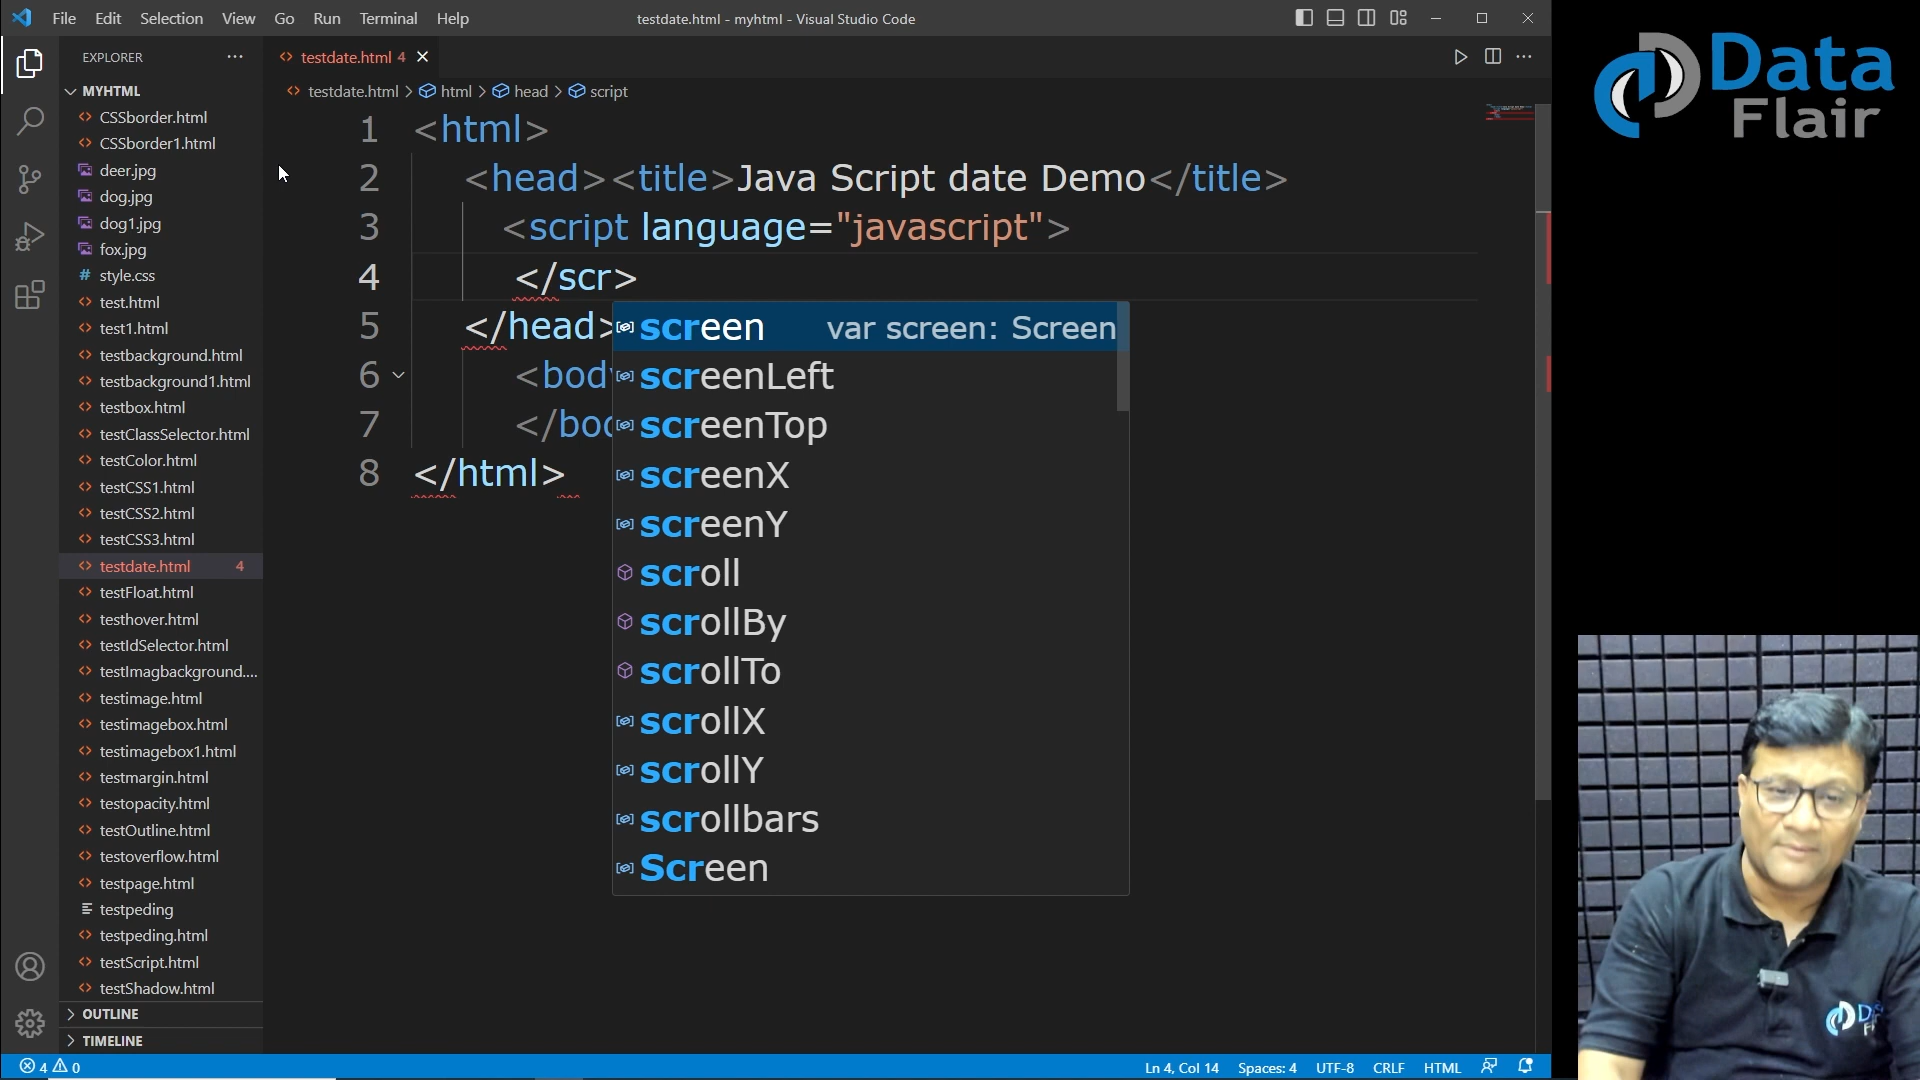 File Edit Selection View Go Run Terminal Help
testdate.html - myhtml - Visual Studio Code
EXPLORER
MYHTML
CSSborder.html
CSSborder1.html
deer.jpg
dog.jpg
dog1.jpg
fox.jpg
style.css
test.html
test1.html
testbackground.html
testbackground1.html
testbox.html
testClassSelector.html
testColor.html
testCSS1.html
testCSS2.html
testCSS3.html
testdate.html 4
testFloat.html
testhover.html
testIdSelector.html
testImagbackground....
testimage.html
testimagebox.html
testimagebox1.html
testmargin.html
testopacity.html
testOutline.html
testoverflow.html
testpage.html
testpeding
testpeding.html
testScript.html
testShadow.html
OUTLINE
TIMELINE
testdate.html 4
testdate.html > html > head > script
1 <html>
2 <head><title>Java Script date Demo</title>
3 <script language="javascript">
4 </scr>
5 </head>
6 <body
7 </bod
8 </html>
screen var screen: Screen
screenLeft
screenTop
screenX
screenY
scroll
scrollBy
scrollTo
scrollX
scrollY
scrollbars
Screen
4 0
Ln 4, Col 14 Spaces: 4 UTF-8 CRLF HTML
Data
Flair